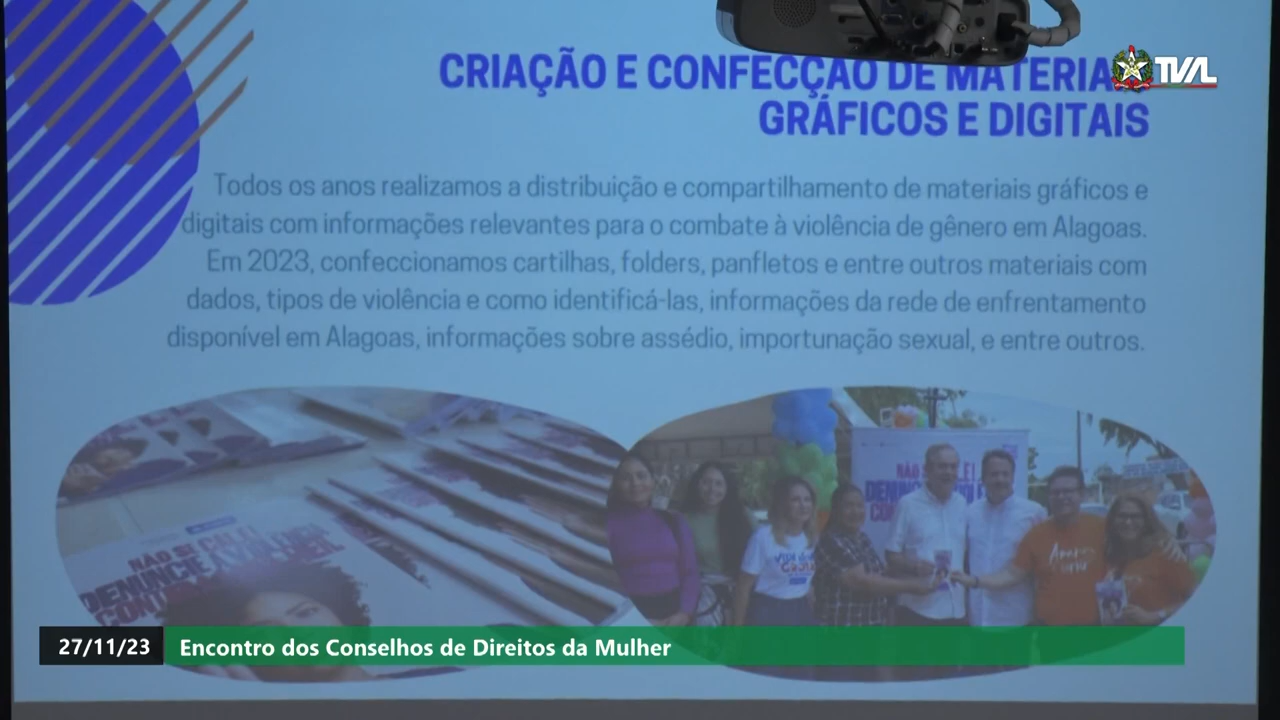 CRIAÇÃO E CONFECÇÃO DE MATERIA
TVAL
GRÁFICOS E DIGITAIS
Todos os anos realizamos a distribuição e compartilhamento de materiais gráficos e
digitais com informações relevantes para o combate à violência de gênero em Alagoas.
Em 2023, confeccionamos cartilhas, folders, panfletos e entre outros materiais com
dados, tipos de violência e como identificá-las, informações da rede de enfrentamento
disponível em Alagoas, informações sobre assédio, importunação sexual, e entre outros.
NÃO SE
DENUNCIE
27/11/23 Encontro dos Conselhos de Direitos da Mulher